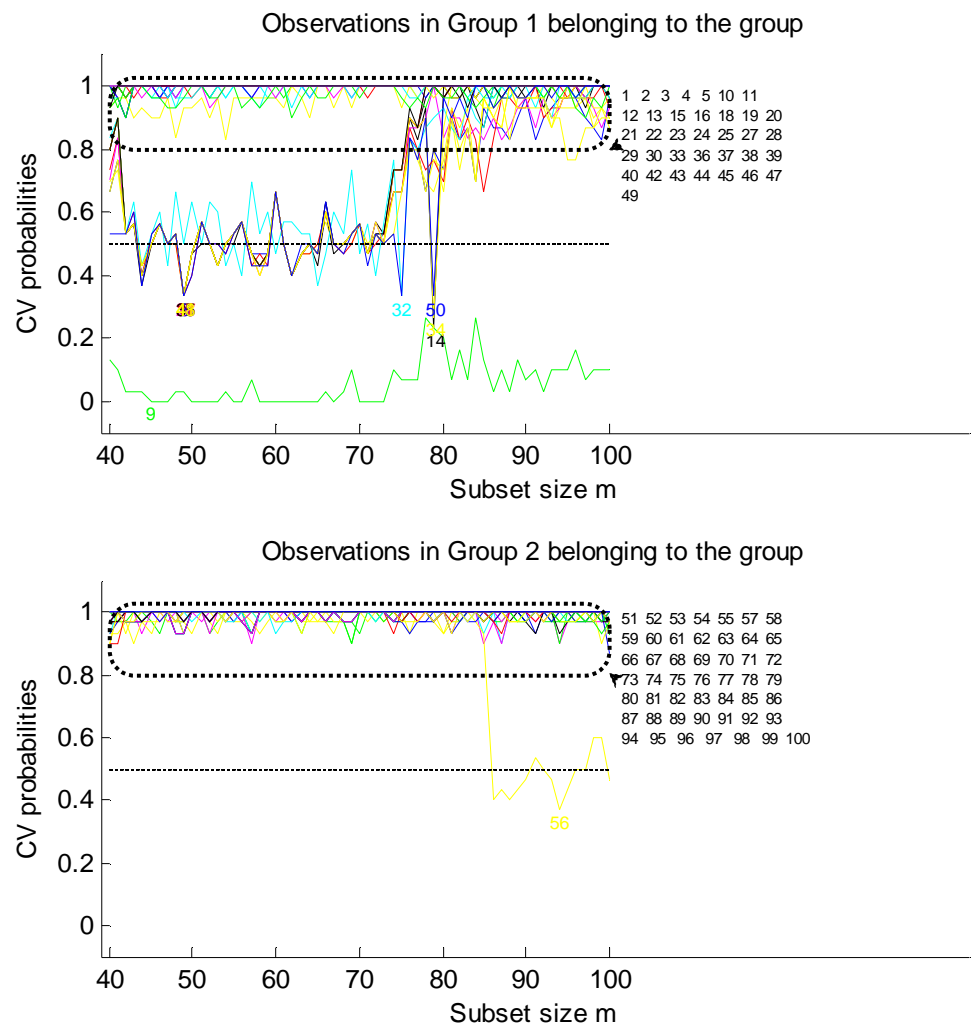 Observations in Group 1 belonging to the group
1
0.8
0.6
0.4
0.2
0
CV probabilities
1 2 3 4 5 10 11
12 13 15 16 18 19 20
21 22 23 24 25 27 28
29 30 33 36 37 38 39
40 42 43 44 45 46 47
49
32
50
14
9
40 50 60 70 80 90 100
Subset size m
Observations in Group 2 belonging to the group
1
0.8
0.6
0.4
0.2
0
CV probabilities
51 52 53 54 55 57 58
59 60 61 62 63 64 65
66 67 68 69 70 71 72
73 74 75 76 77 78 79
80 81 82 83 84 85 86
87 88 89 90 91 92 93
94 95 96 97 98 99 100
56
40 50 60 70 80 90 100
Subset size m